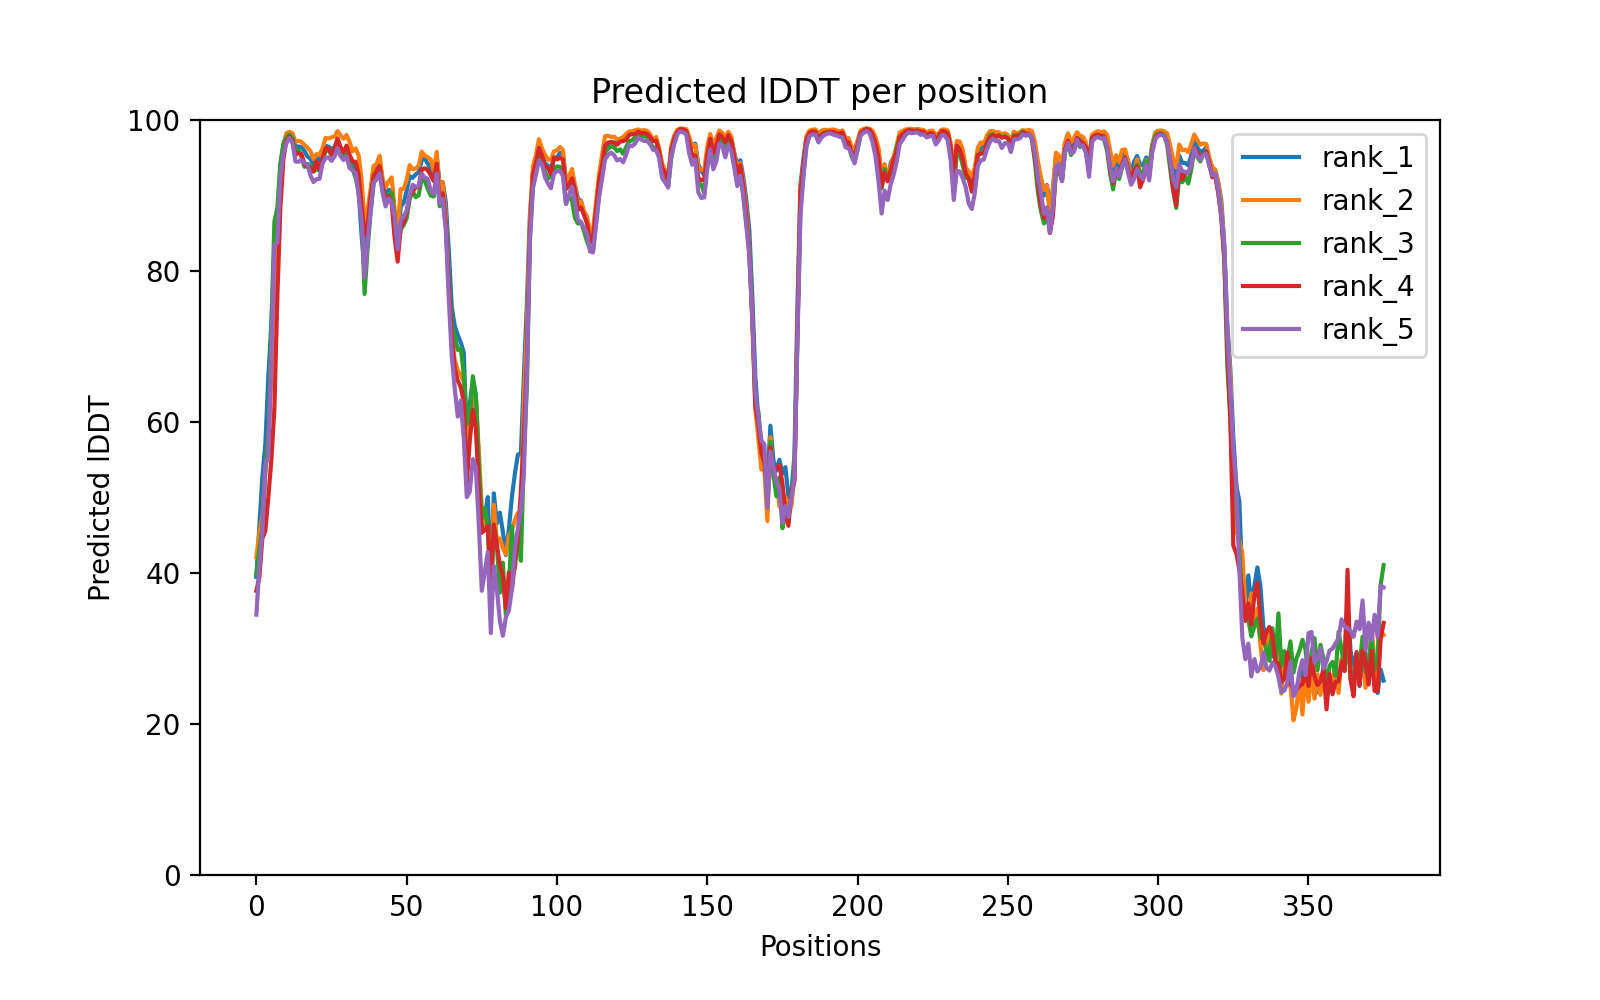 Predicted lDDT per position
100
80
60
40
20
0
Predicted lDDT
0 50 100 150 200 250 300 350
Positions
rank_1
rank_2
rank_3
rank_4
rank_5